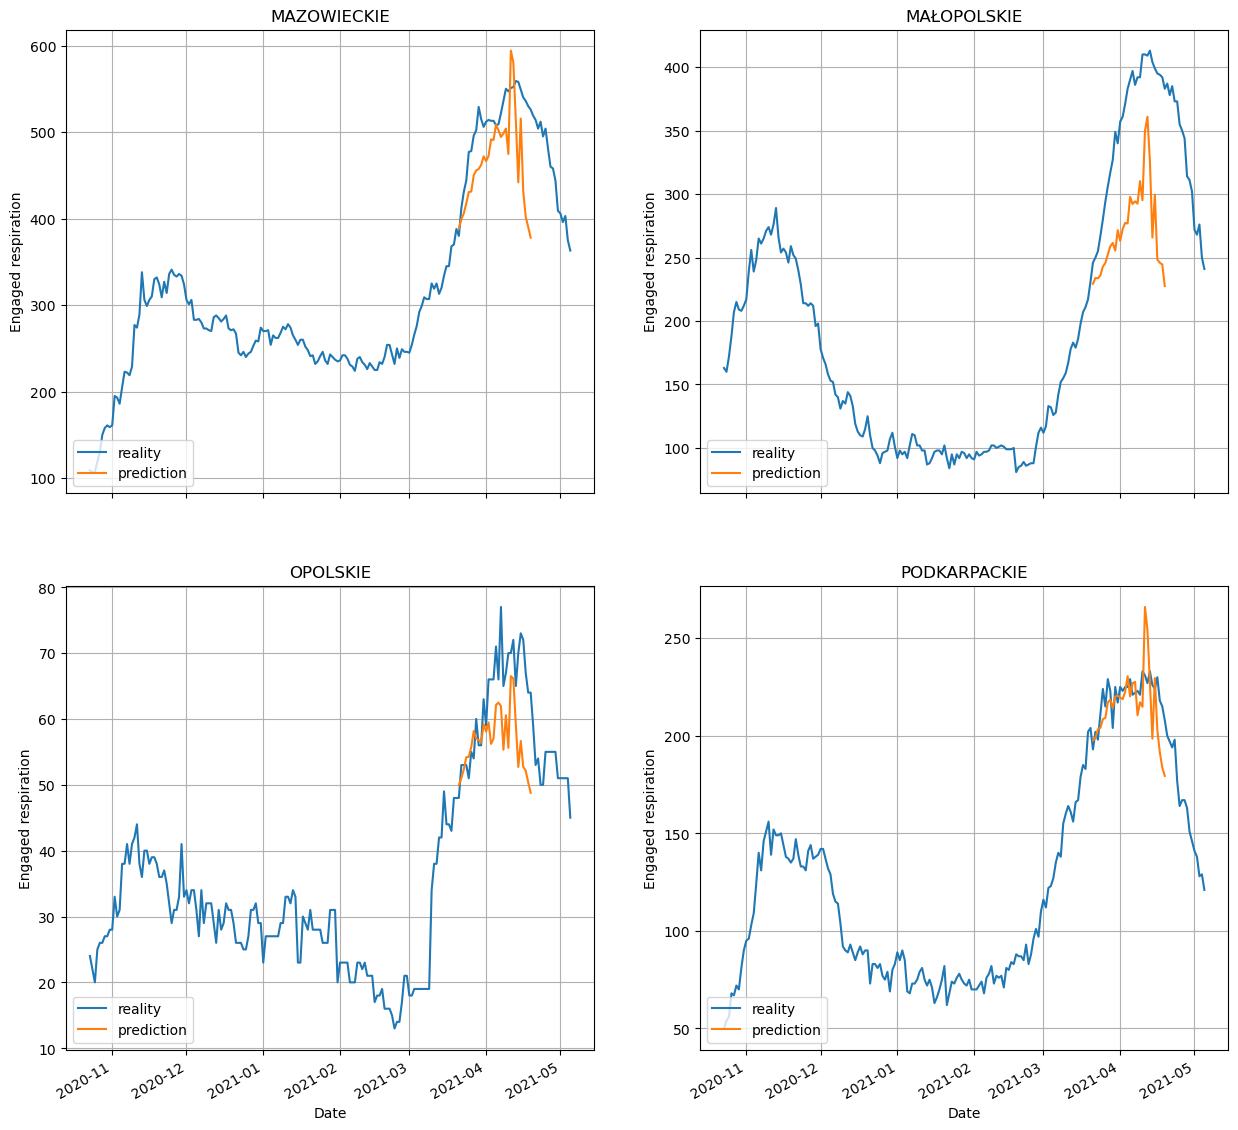 MAZOWIECKIE
600
500
400
300
200
100
Engaged respiration
reality
prediction
MAŁOPOLSKIE
400
350
300
250
200
150
100
Engaged respiration
reality
prediction
OPOLSKIE
80
70
60
50
40
30
20
10
Engaged respiration
reality
prediction
2020-11
2020-12
2021-01
2021-02
2021-03
2021-04
2021-05
Date
PODKARPACKIE
250
200
150
100
50
Engaged respiration
reality
prediction
2020-11
2020-12
2021-01
2021-02
2021-03
2021-04
2021-05
Date